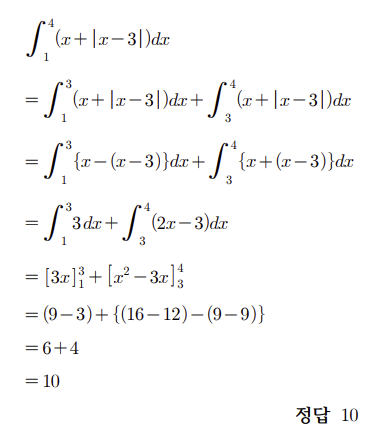 ∫₁⁴(x+|x−3|)dx
=∫₁³(x+|x−3|)dx+∫₃⁴(x+|x−3|)dx
=∫₁³{x−(x−3)}dx+∫₃⁴{x+(x−3)}dx
=∫₁³3dx+∫₃⁴(2x−3)dx
=[3x]₁³+[x²−3x]₃⁴
=(9−3)+{(16−12)−(9−9)}
=6+4
=10
정답 10